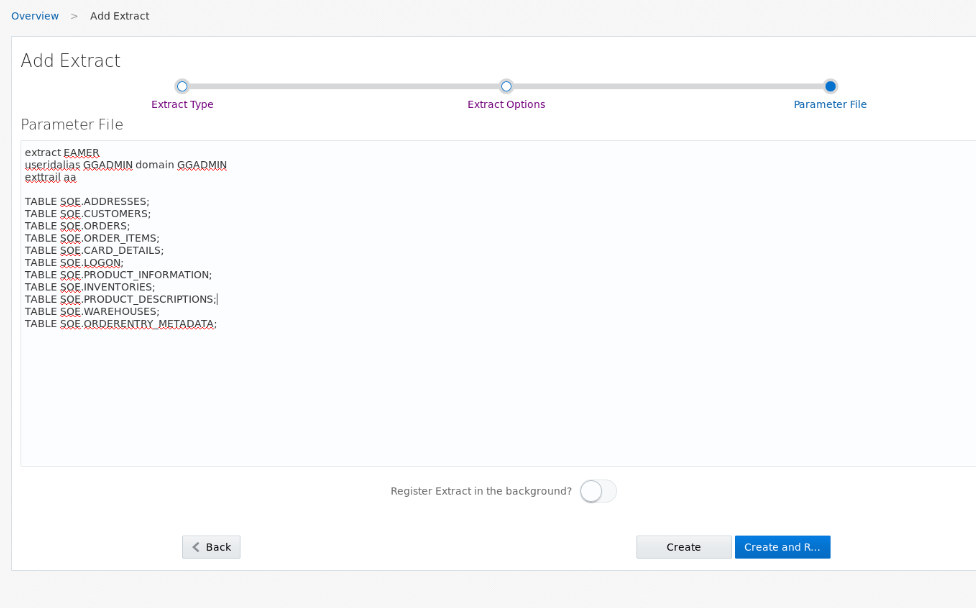 Overview > Add Extract
Add Extract
Extract Type Extract Options Parameter File
Parameter File
extract EAMER
useridalias GGADMIN domain GGADMIN
exttrail aa
TABLE SOE.ADDRESSES;
TABLE SOE.CUSTOMERS;
TABLE SOE.ORDERS;
TABLE SOE.ORDER_ITEMS;
TABLE SOE.CARD_DETAILS;
TABLE SOE.LOGON;
TABLE SOE.PRODUCT_INFORMATION;
TABLE SOE.INVENTORIES;
TABLE SOE.PRODUCT_DESCRIPTIONS;
TABLE SOE.WAREHOUSES;
TABLE SOE.ORDERENTRY_METADATA;
Register Extract in the background?
Back Create Create and R...